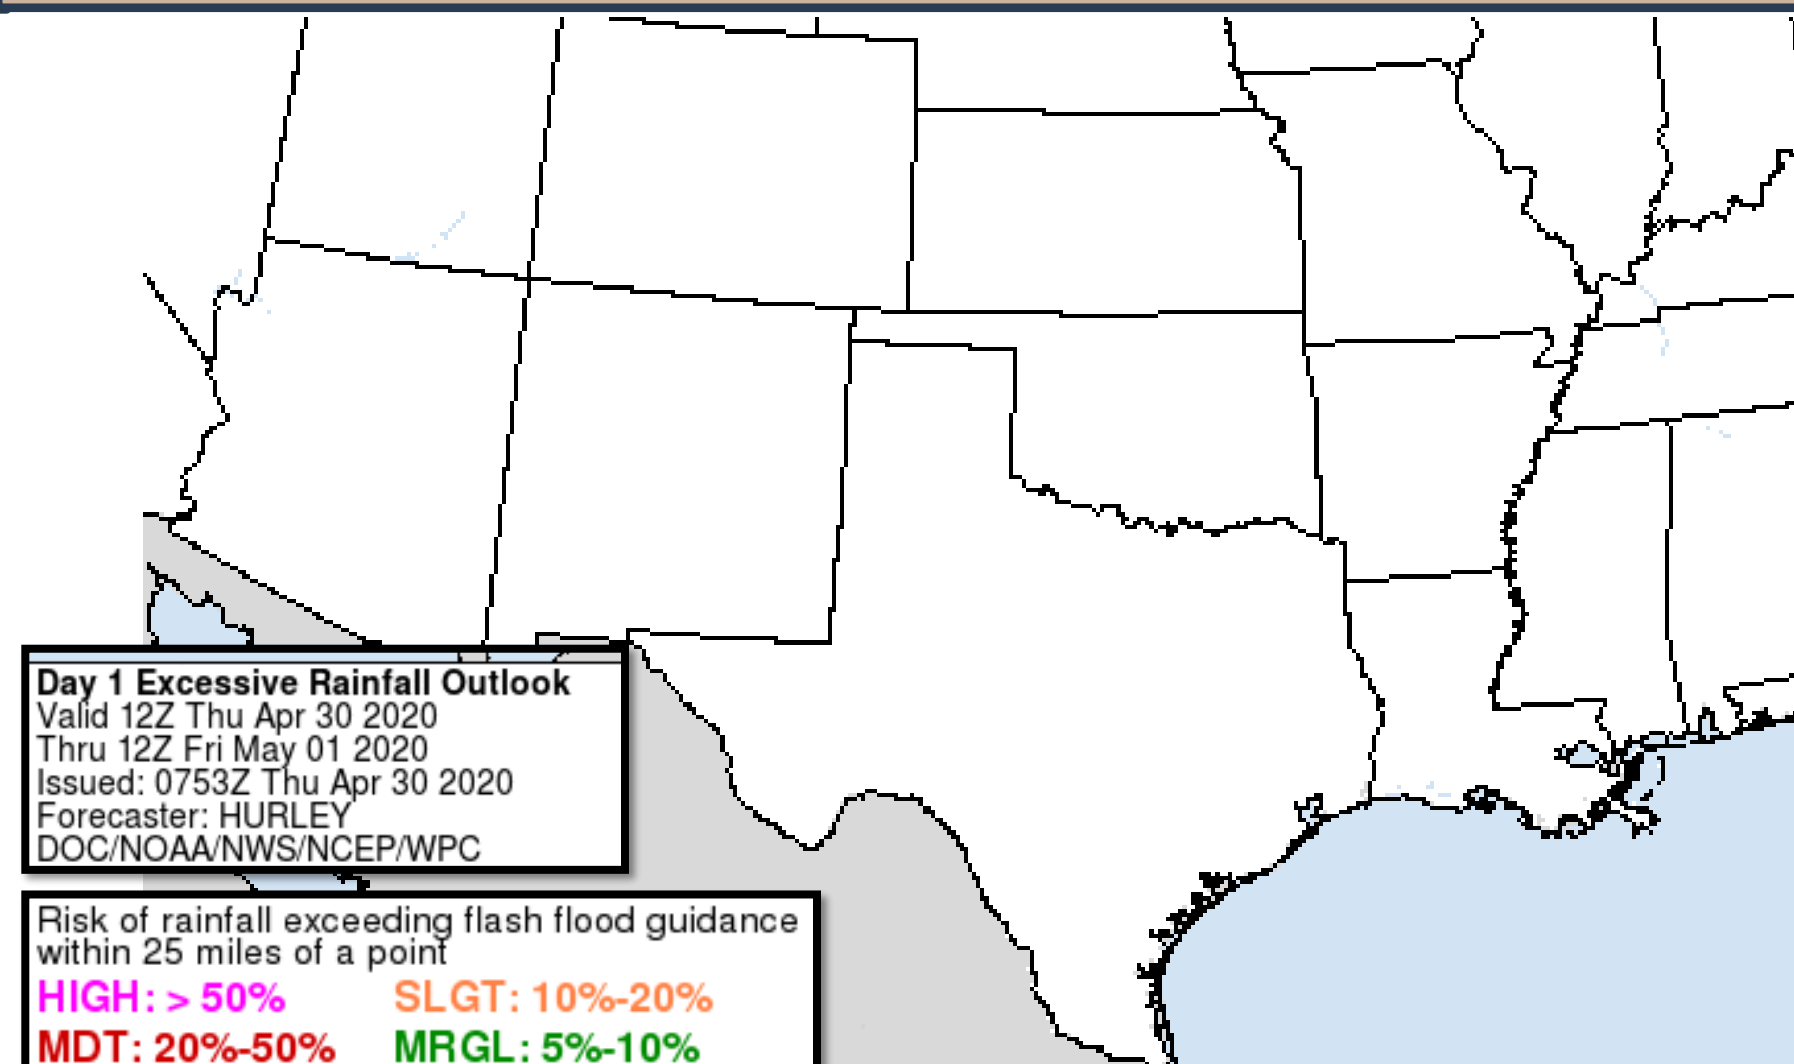 Day 1 Excessive Rainfall Outlook
Valid 12Z Thu Apr 30 2020
Thru 12Z Fri May 01 2020
Issued: 0753Z Thu Apr 30 2020
Forecaster: HURLEY
DOC/NOAA/NWS/NCEP/WPC
Risk of rainfall exceeding flash flood guidance
within 25 miles of a point
HIGH: > 50% SLGT: 10%-20%
MDT: 20%-50% MRGL: 5%-10%